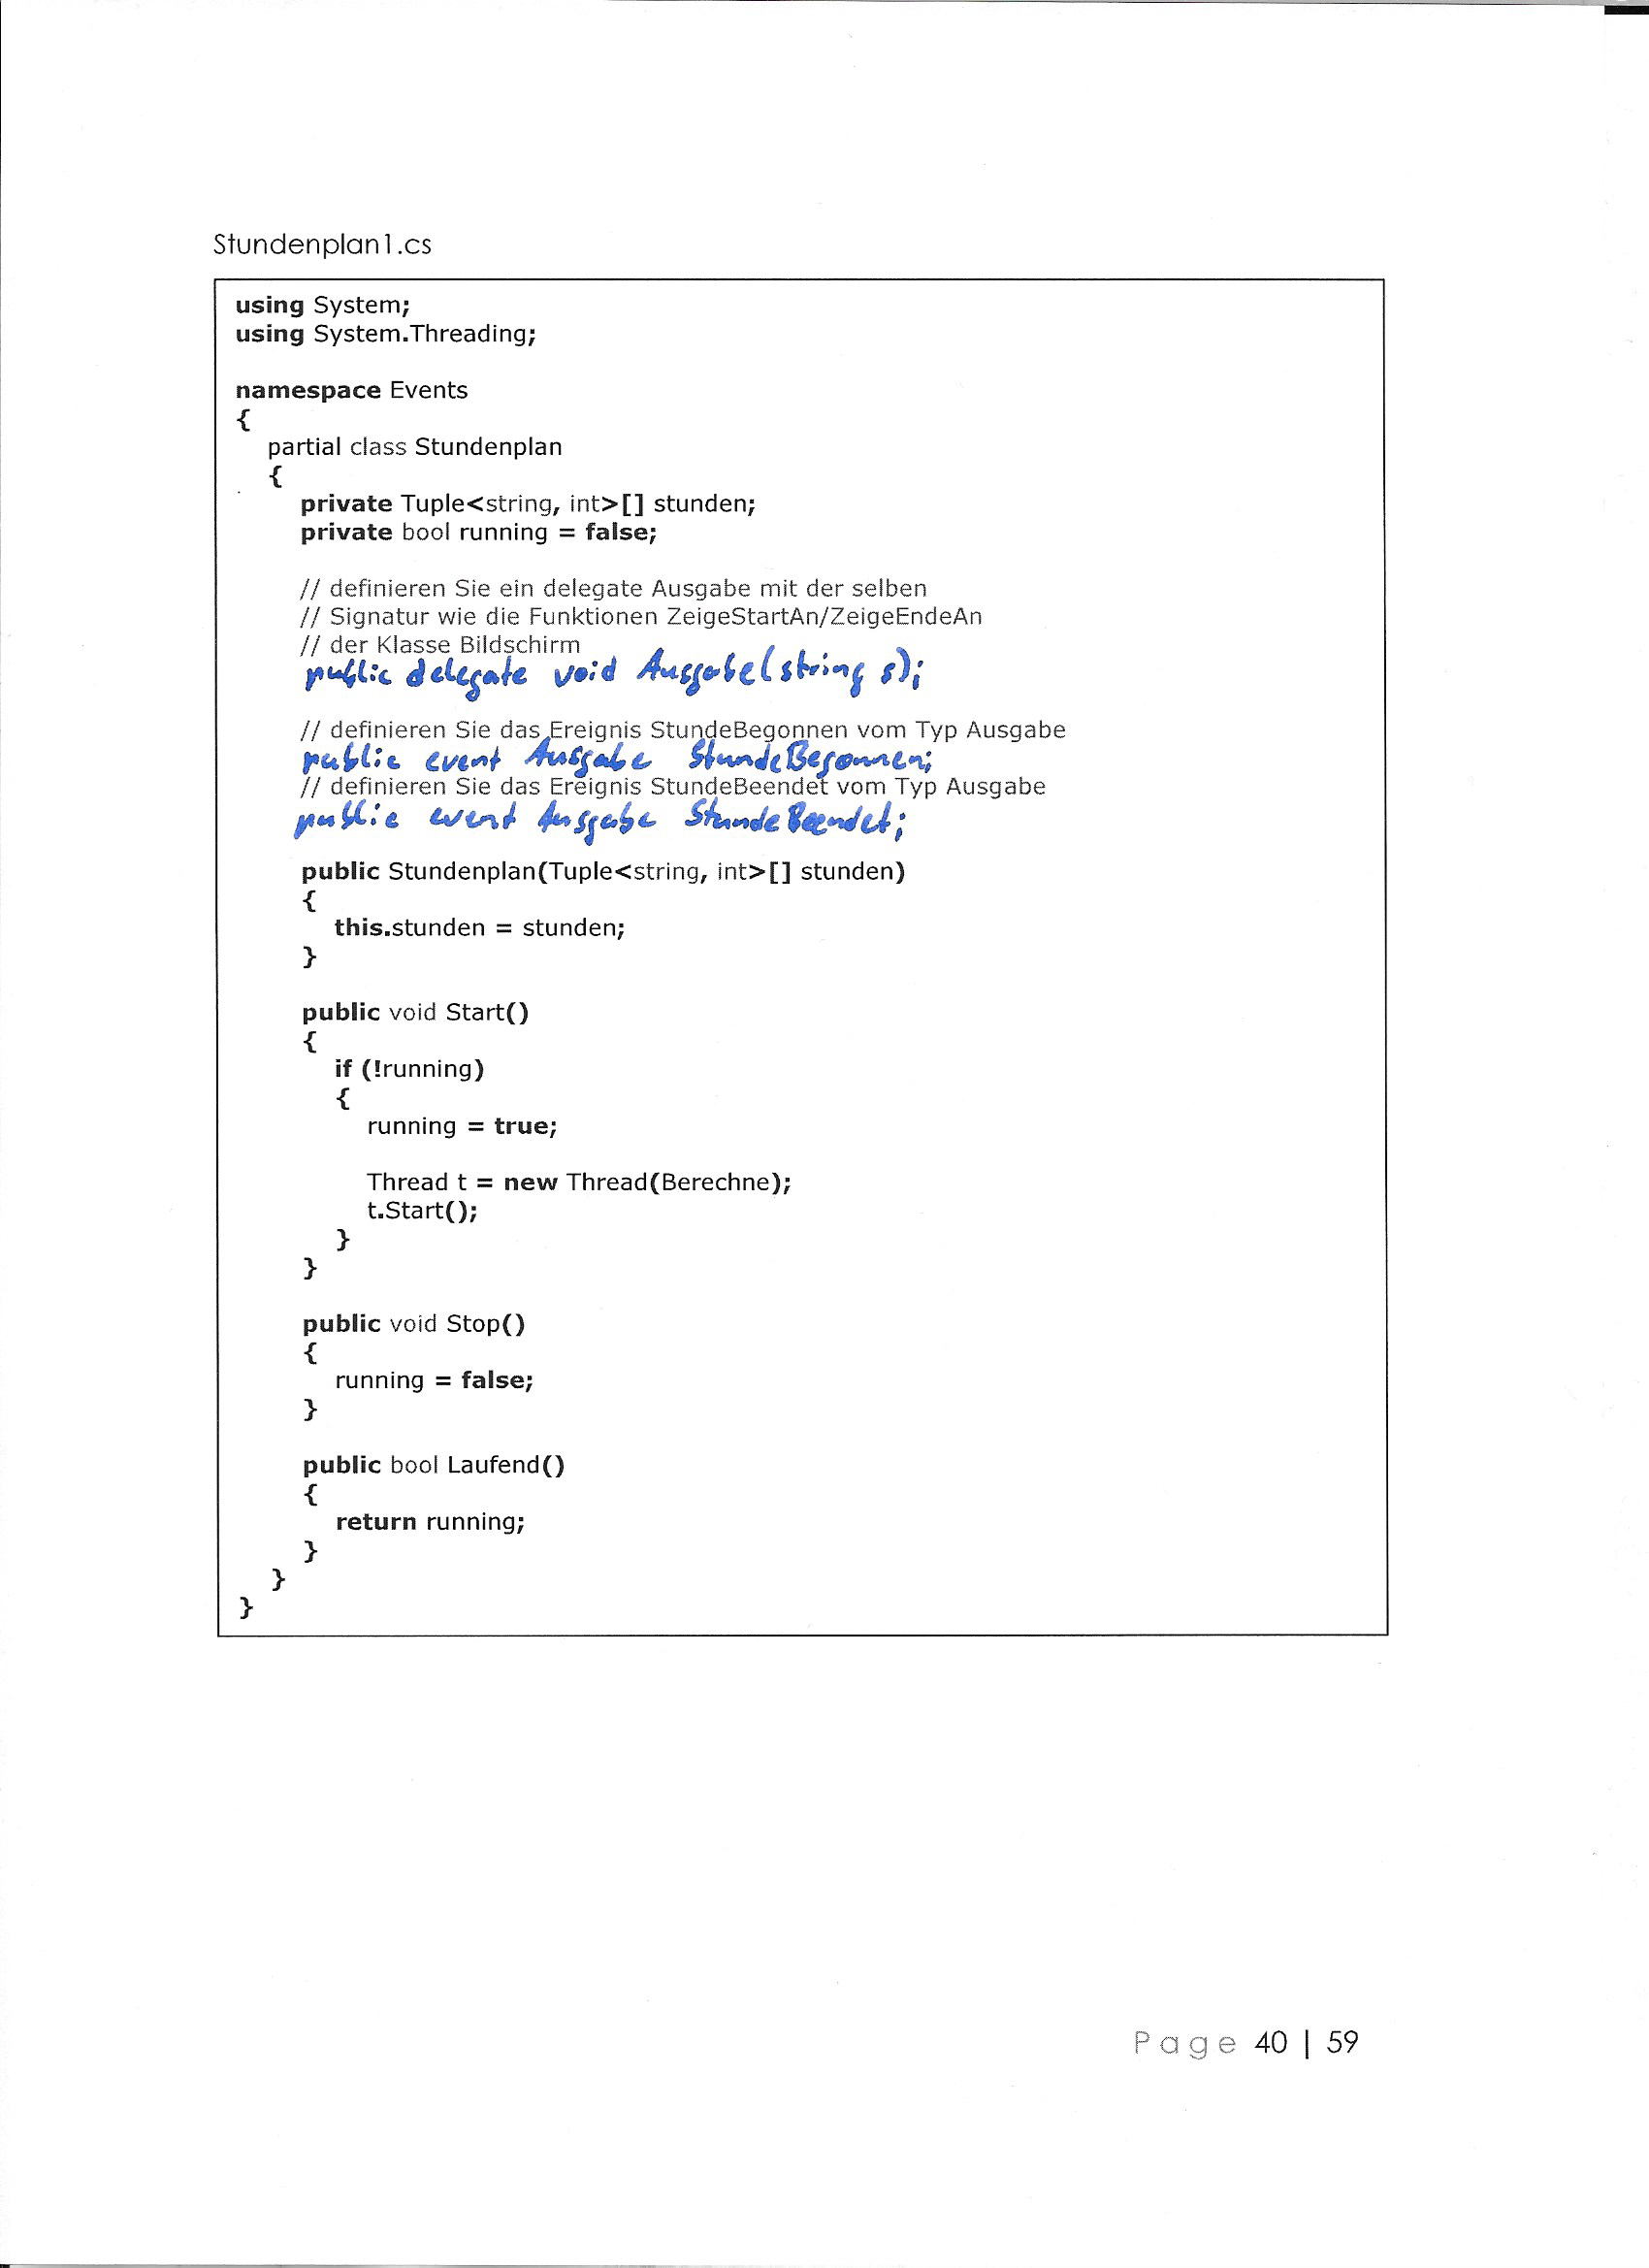 Stundenplan1.cs
using System;
using System.Threading;
namespace Events
{
partial class Stundenplan
{
private Tuple<string, int>[] stunden;
private bool running = false;
// definieren Sie ein delegate Ausgabe mit der selben
// Signatur wie die Funktionen ZeigeStartAn/ZeigeEndeAn
// der Klasse Bildschirm
public delegate void Ausgabe(string s);
// definieren Sie das Ereignis StundeBegonnen vom Typ Ausgabe
public event Ausgabe StundeBegonnen;
// definieren Sie das Ereignis StundeBeendet vom Typ Ausgabe
public event Ausgabe StundeBeendet;
public Stundenplan(Tuple<string, int>[] stunden)
{
this.stunden = stunden;
}
public void Start()
{
if (!running)
{
running = true;
Thread t = new Thread(Berechne);
t.Start();
}
}
public void Stop()
{
running = false;
}
public bool Laufend()
{
return running;
}
}
}
Page 40 | 59